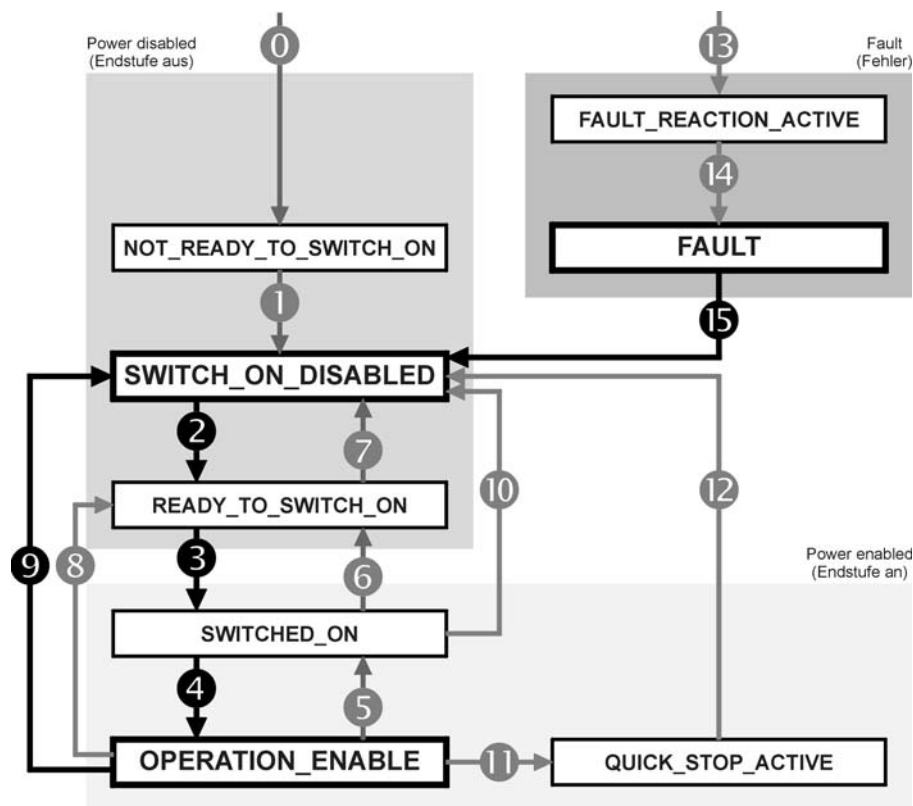 Power disabled
(Endstufe aus)
0
13
Fault
(Fehler)
FAULT_REACTION_ACTIVE
14
NOT_READY_TO_SWITCH_ON
FAULT
1
15
SWITCH_ON_DISABLED
2
7
10
12
READY_TO_SWITCH_ON
9
8
3
6
Power enabled
(Endstufe an)
SWITCHED_ON
4
5
OPERATION_ENABLE
11
QUICK_STOP_ACTIVE